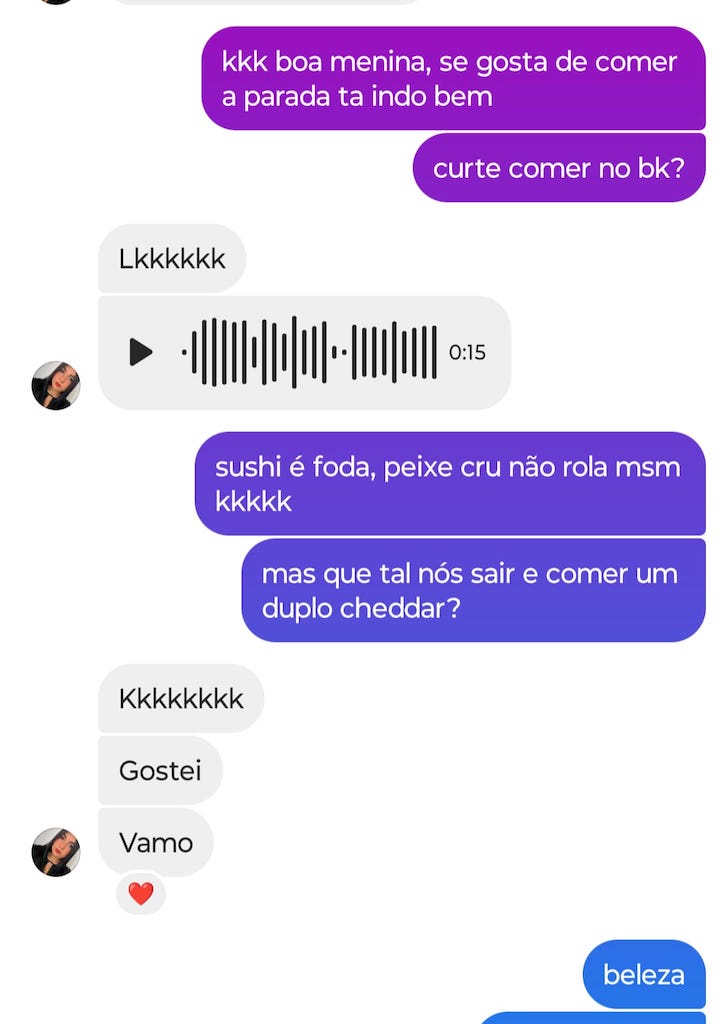 kkk boa menina, se gosta de comer
a parada ta indo bem
curte comer no bk?
Lkkkkkk
0:15
sushi é foda, peixe cru não rola msm
kkkkk
mas que tal nós sair e comer um
duplo cheddar?
Kkkkkkkk
Gostei
Vamo
beleza